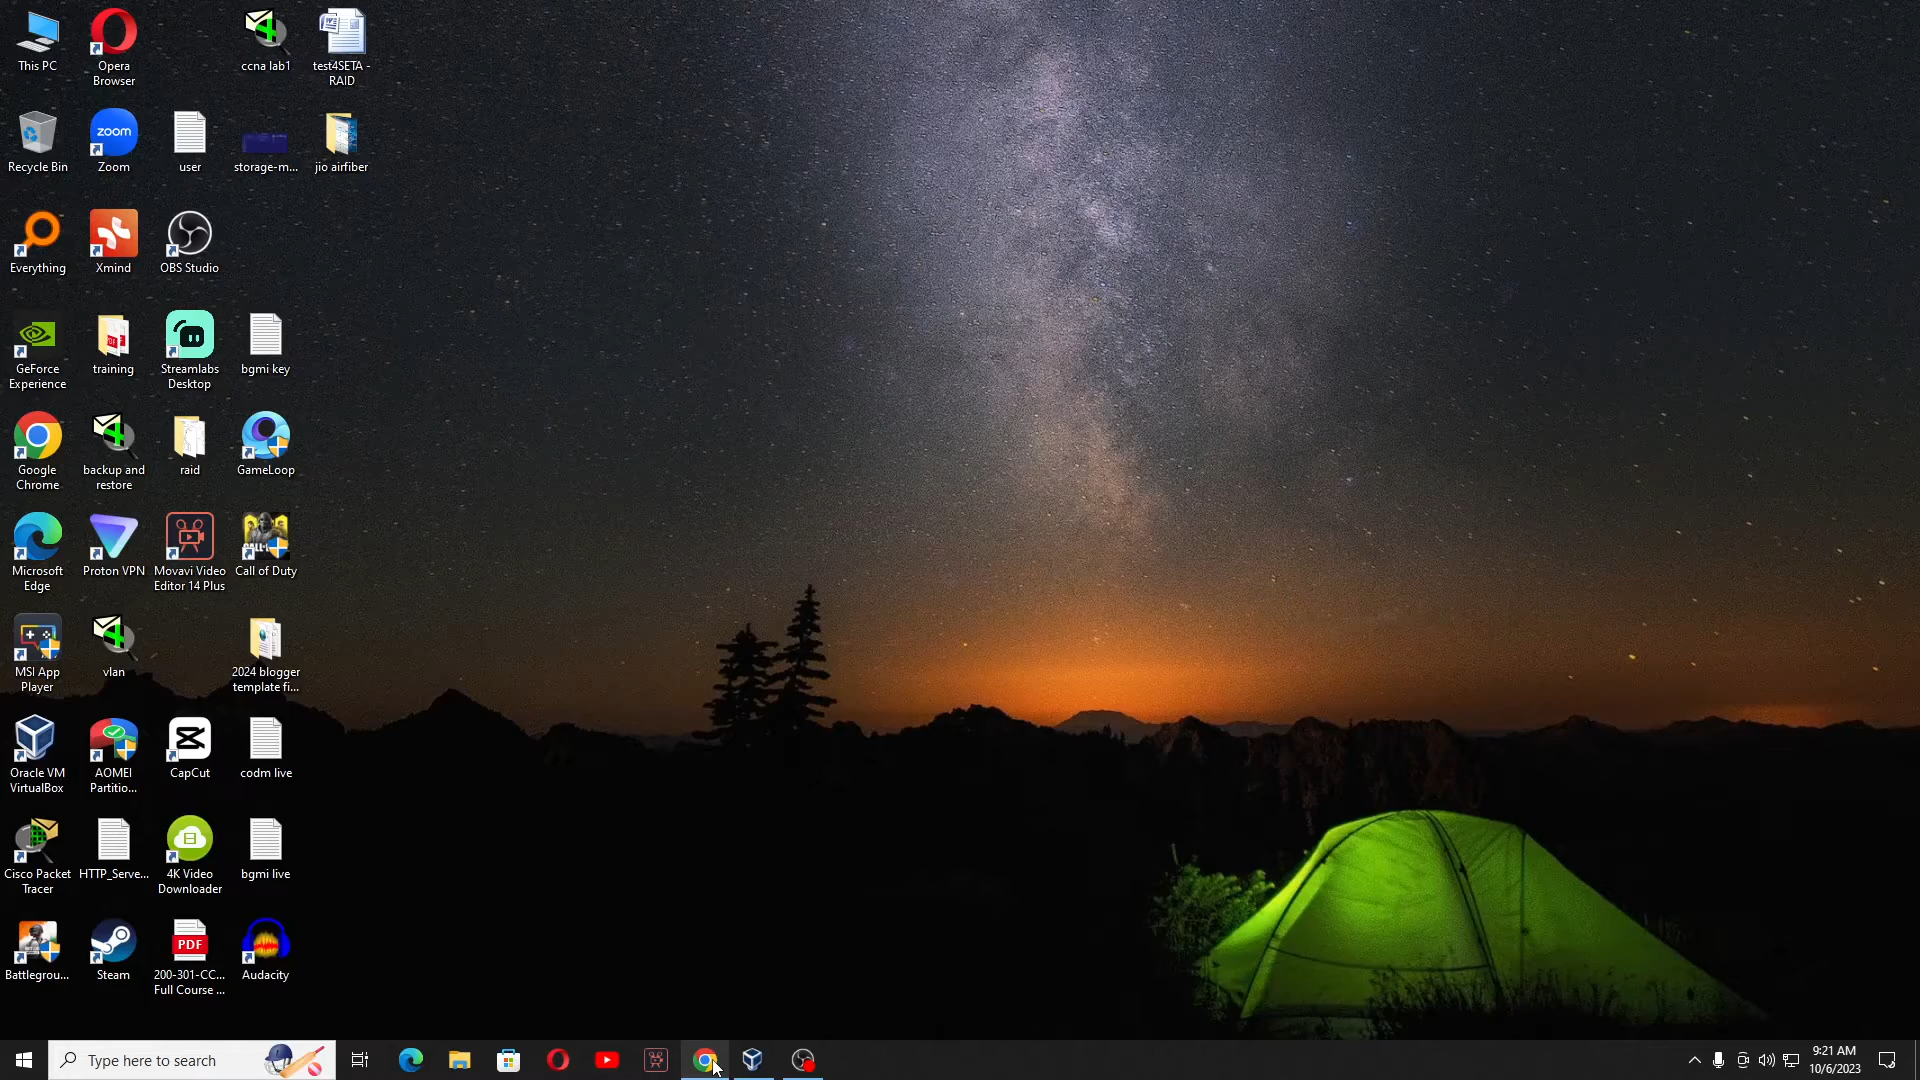 This PC
Opera
Browser
ccna lab1
test4SETA -
RAID
Recycle Bin
zoom
Zoom
user
storage-m...
jio airfiber
Everything
Xmind
OBS Studio
GeForce
Experience
training
Streamlabs
Desktop
bgmi key
Google
Chrome
backup and
restore
raid
GameLoop
Microsoft
Edge
Proton VPN
Movavi Video
Editor 14 Plus
Call of Duty
MSI App
Player
vlan
2024 blogger
template fi...
Oracle VM
VirtualBox
AOMEI
Partitio...
CapCut
codm live
Cisco Packet
Tracer
HTTP_Serve...
4K Video
Downloader
bgmi live
Battlegrou...
Steam
PDF
200-301-CC...
Full Course ...
Audacity
Type here to search
9:21 AM
10/6/2023